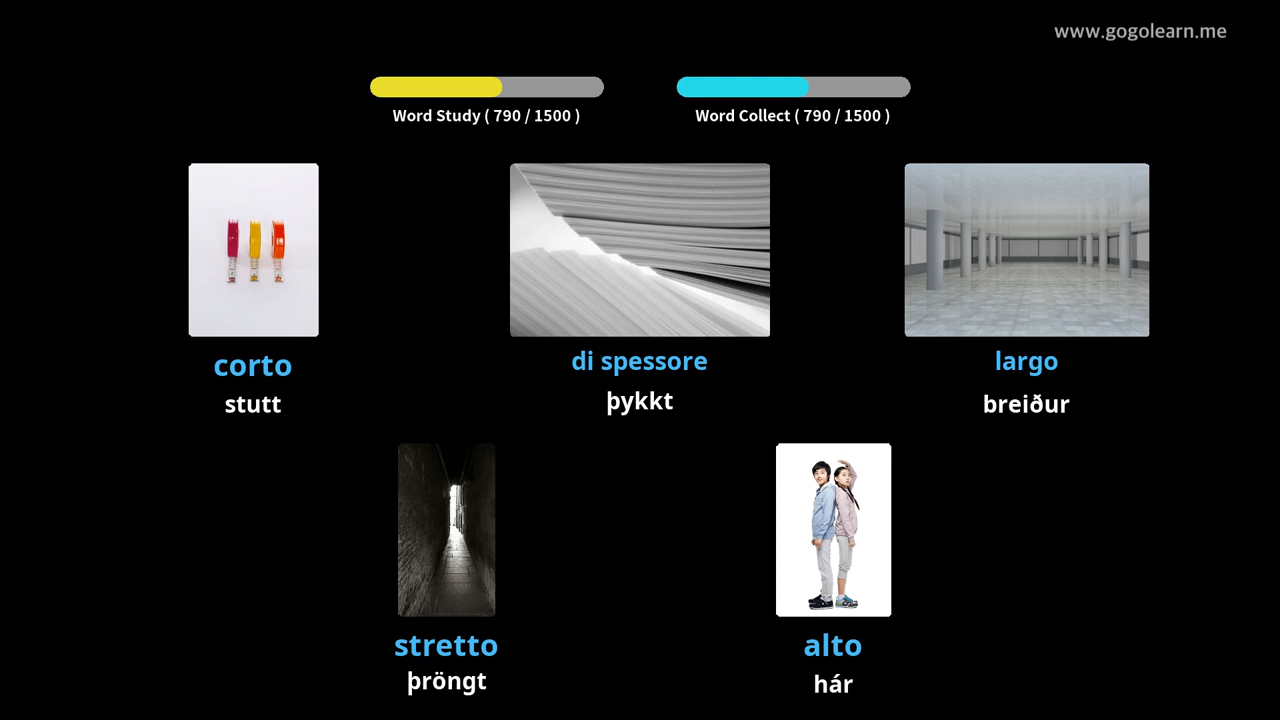 www.gogolearn.me
Word Study ( 790 / 1500 )
Word Collect ( 790 / 1500 )
corto
stutt
di spessore
þykkt
largo
breiður
stretto
þröngt
alto
hár